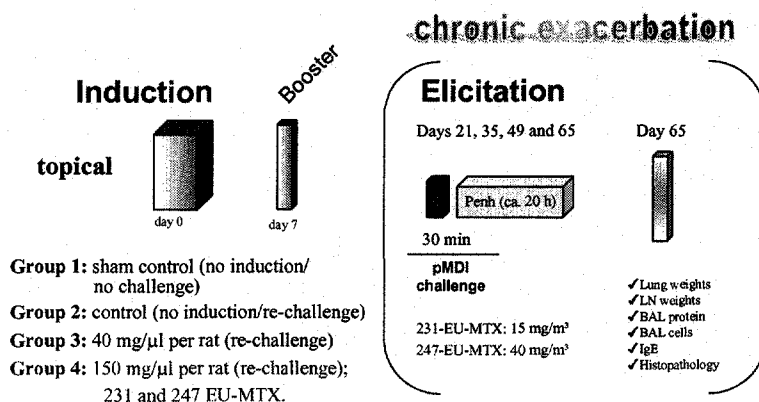 chronic exacerbation
Induction
Booster
topical
day 0
day 7
Group 1: sham control (no induction/
no challenge)
Group 2: control (no induction/re-challenge)
Group 3: 40 mg/µl per rat (re-challenge)
Group 4: 150 mg/µl per rat (re-challenge);
231 and 247 EU-MTX.
Elicitation
Days 21, 35, 49 and 65
Day 65
Penh (ca. 20 h)
30 min
pMDI
challenge
231-EU-MTX: 15 mg/m³
247-EU-MTX: 40 mg/m³
✓Lung weights
✓LN weights
✓BAL protein
✓BAL cells
✓IgE
✓Histopathology